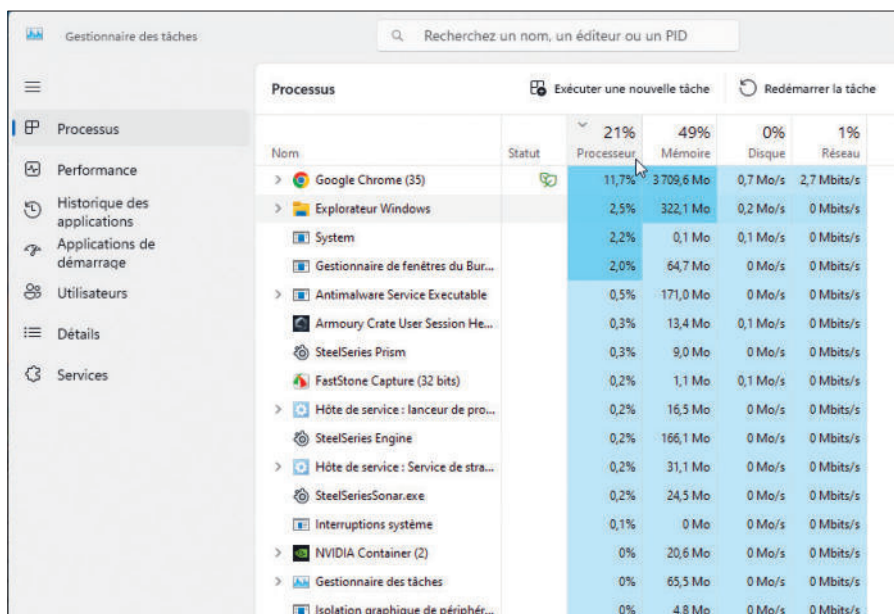 Gestionnaire des tâches
Recherchez un nom, un éditeur ou un PID
Processus
Exécuter une nouvelle tâche
Redémarrer la tâche
Processus
Performance
Historique des
applications
Applications de
démarrage
Utilisateurs
Détails
Services
21% 49% 0% 1%
Nom Statut Processeur Mémoire Disque Réseau
Google Chrome (35) 11,7% 3 709,6 Mo 0,7 Mo/s 2,7 Mbits/s
Explorateur Windows 2,5% 322,1 Mo 0,2 Mo/s 0 Mbits/s
System 2,2% 0,1 Mo 0,1 Mo/s 0 Mbits/s
Gestionnaire de fenêtres du Bur... 2,0% 64,7 Mo 0 Mo/s 0 Mbits/s
Antimalware Service Executable 0,5% 171,0 Mo 0 Mo/s 0 Mbits/s
Armoury Crate User Session He... 0,3% 13,4 Mo 0,1 Mo/s 0 Mbits/s
SteelSeries Prism 0,3% 9,0 Mo 0 Mo/s 0 Mbits/s
FastStone Capture (32 bits) 0,2% 1,1 Mo 0,1 Mo/s 0 Mbits/s
Hôte de service : lanceur de pro... 0,2% 16,5 Mo 0 Mo/s 0 Mbits/s
SteelSeries Engine 0,2% 166,1 Mo 0 Mo/s 0 Mbits/s
Hôte de service : Service de stra... 0,2% 31,1 Mo 0 Mo/s 0 Mbits/s
SteelSeriesSonar.exe 0,2% 24,5 Mo 0 Mo/s 0 Mbits/s
Interruptions système 0,1% 0 Mo 0 Mo/s 0 Mbits/s
NVIDIA Container (2) 0% 20,6 Mo 0 Mo/s 0 Mbits/s
Gestionnaire des tâches 0% 65,5 Mo 0 Mo/s 0 Mbits/s
Isolation graphique de périphér... 0% 4,8 Mo 0 Mo/s 0 Mbits/s